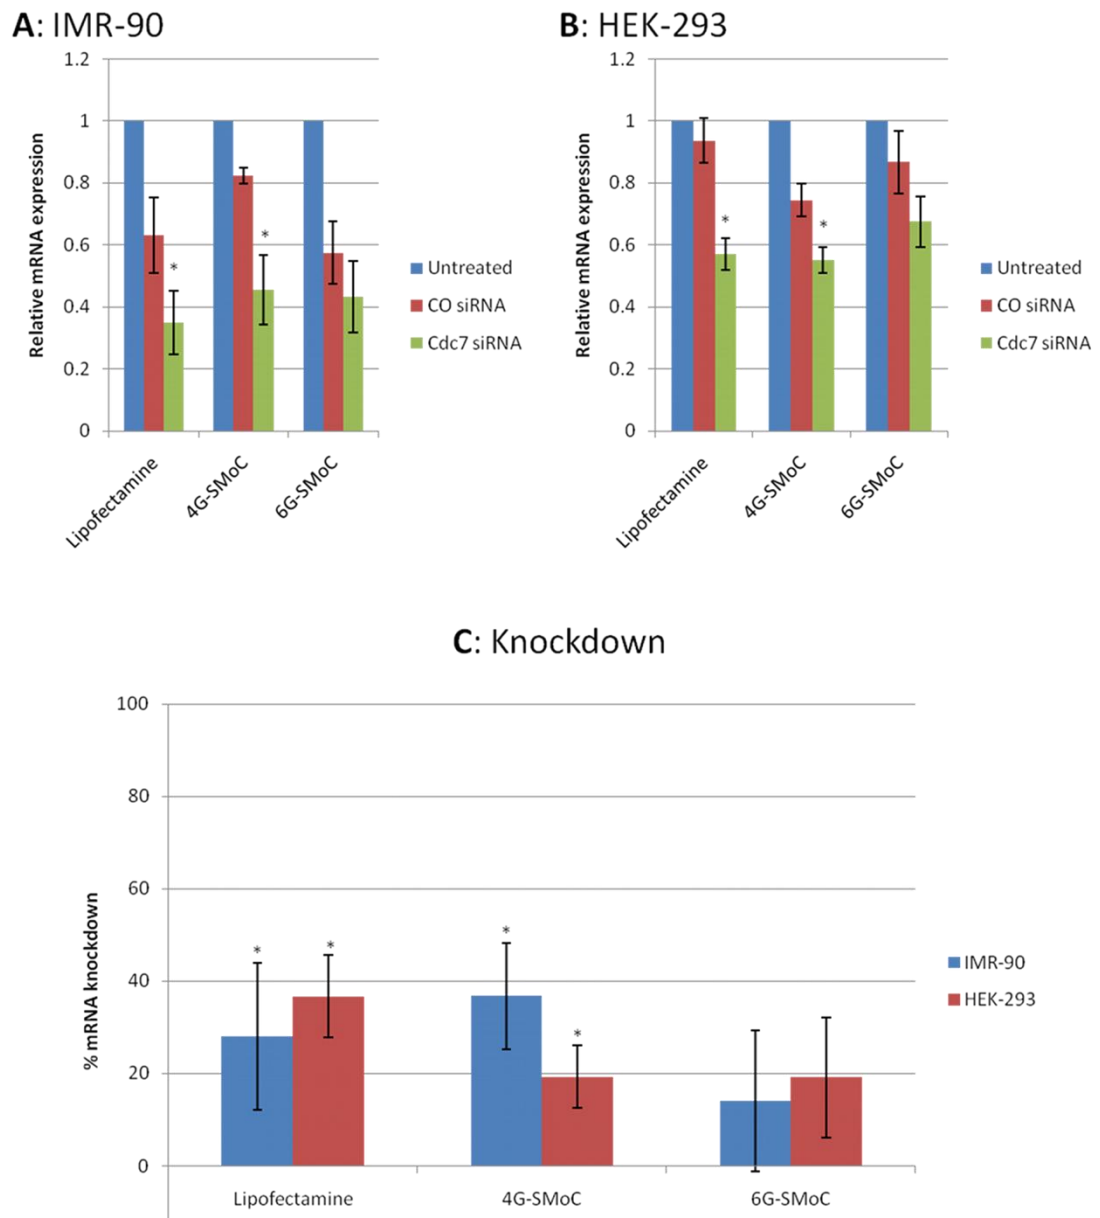 A: IMR-90
1.2
1
0.8
0.6
0.4
0.2
0
Relative mRNA expression
*
*
Lipofectamine
4G-SMoC
6G-SMoC
Untreated
CO siRNA
Cdc7 siRNA
B: HEK-293
1.2
1
0.8
0.6
0.4
0.2
0
Relative mRNA expression
*
*
Lipofectamine
4G-SMoC
6G-SMoC
Untreated
CO siRNA
Cdc7 siRNA
C: Knockdown
100
80
60
40
20
0
% mRNA knockdown
*
*
*
*
Lipofectamine
4G-SMoC
6G-SMoC
IMR-90
HEK-293